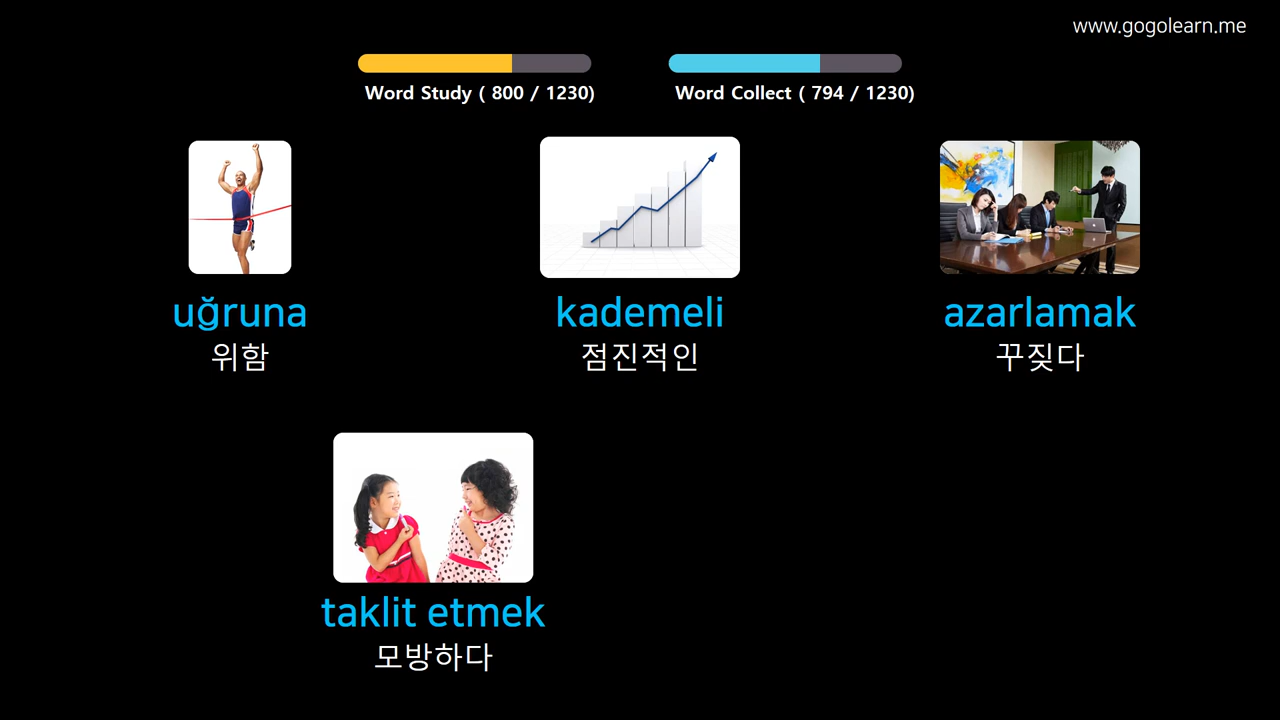 www.gogolearn.me
Word Study ( 800 / 1230)
Word Collect ( 794 / 1230)
uğruna
위함
kademeli
점진적인
azarlamak
꾸짖다
taklit etmek
모방하다